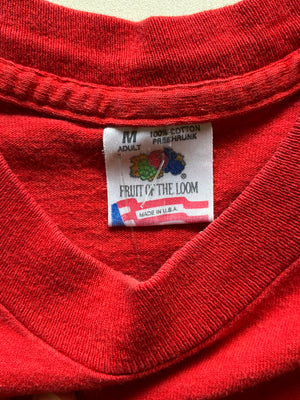 M 100% COTTON
ADULT PRESHRUNK
®
FRUIT OF THE LOOM
MADE IN U.S.A.